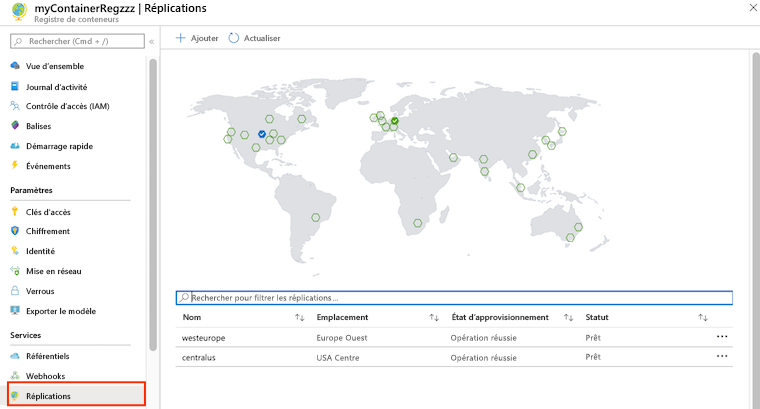 myContainerRegzzz | Réplications
Registre de conteneurs
Rechercher (Cmd + /)
«
Ajouter
Actualiser
Vue d'ensemble
Journal d'activité
Contrôle d'accès (IAM)
Balises
Démarrage rapide
Événements
Paramètres
Clés d'accès
Chiffrement
Identité
Mise en réseau
Verrous
Exporter le modèle
Services
Référentiels
Webhooks
Réplications
Rechercher pour filtrer les réplications...
Nom Emplacement État d'approvisionnement Statut
westeurope Europe Ouest Opération réussie Prêt
centralus USA Centre Opération réussie Prêt